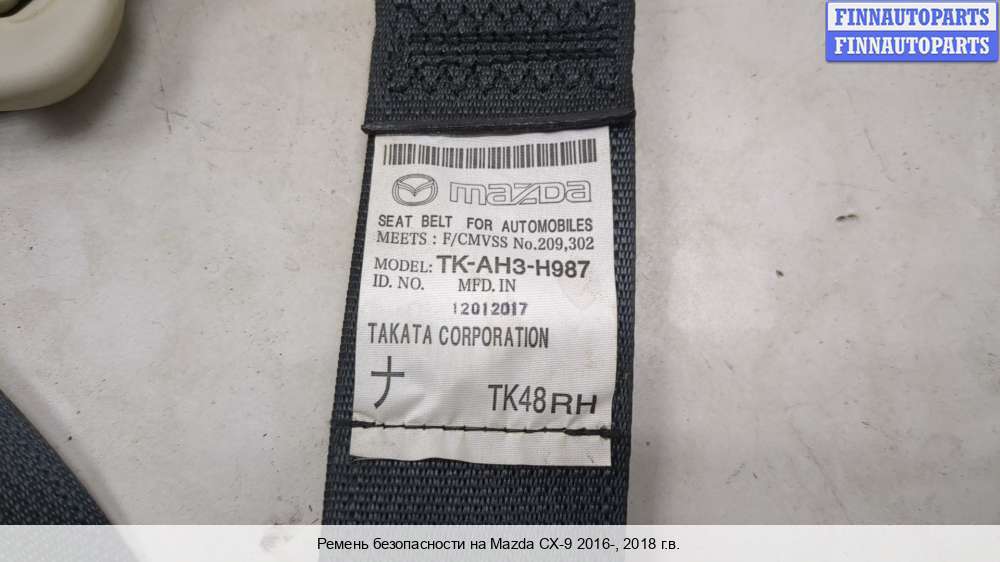 FINNAUTOPARTS
FINNAUTOPARTS
mazda
SEAT BELT FOR AUTOMOBILES
MEETS : F/CMVSS No.209,302
MODEL: TK-AH3-H987
ID. NO. MFD. IN
12012017
TAKATA CORPORATION
ナ TK48RH
Ремень безопасности на Mazda CX-9 2016-, 2018 г.в.